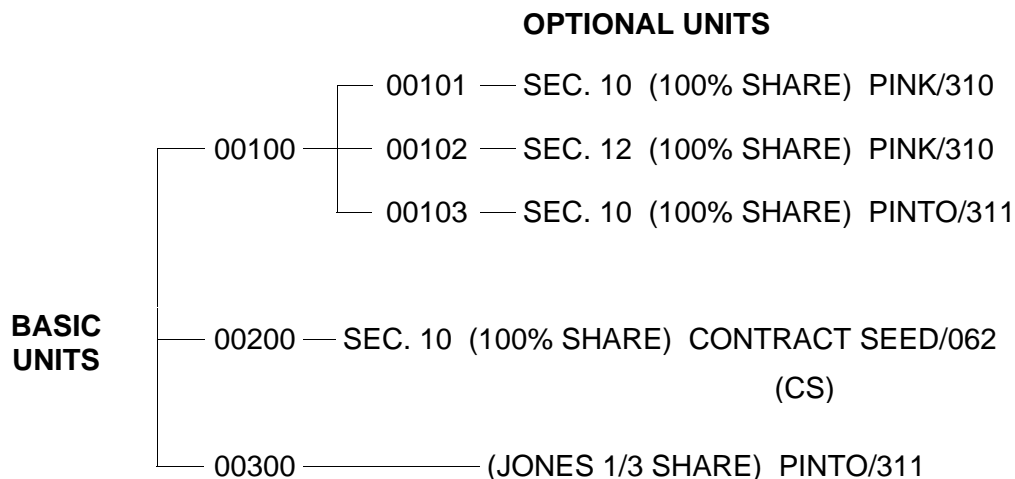 OPTIONAL UNITS
00101 SEC. 10 (100% SHARE) PINK/310
00100 00102 SEC. 12 (100% SHARE) PINK/310
00103 SEC. 10 (100% SHARE) PINTO/311
BASIC
UNITS
00200 SEC. 10 (100% SHARE) CONTRACT SEED/062
(CS)
00300 (JONES 1/3 SHARE) PINTO/311